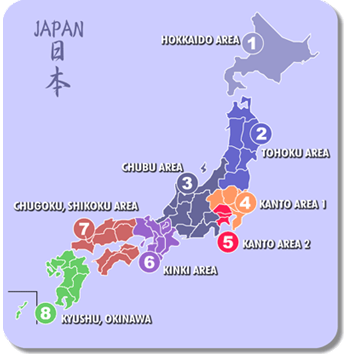 JAPAN
日
本
HOKKAIDO AREA 1
2
TOHOKU AREA
CHUBU AREA
3
KANTO AREA 1
4
CHUGOKU, SHIKOKU AREA
7
5 KANTO AREA 2
6
KINKI AREA
8
KYUSHU, OKINAWA